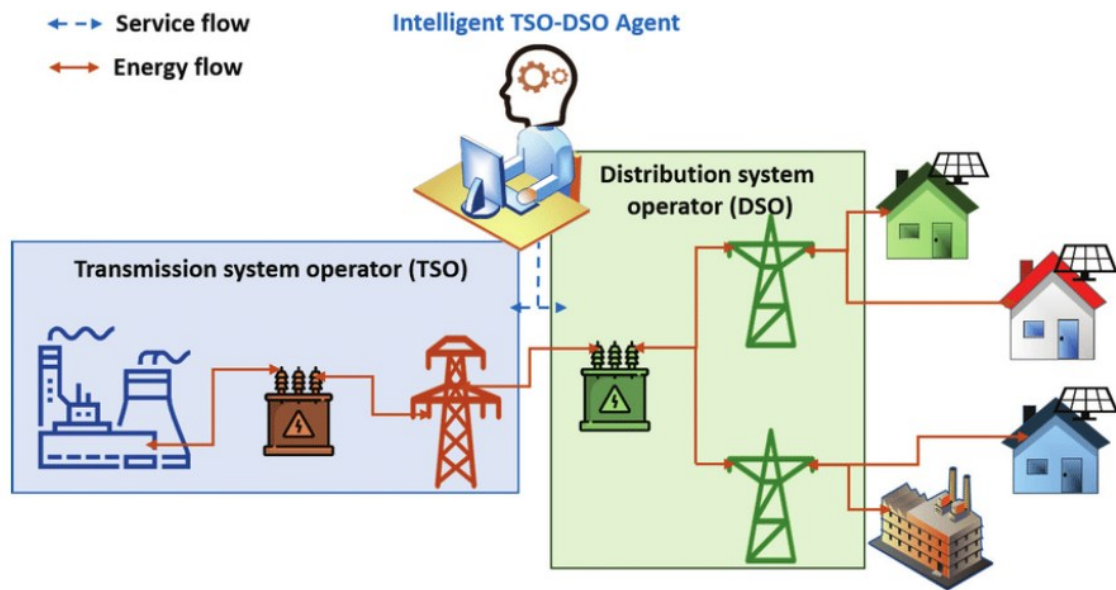 Service flow
Energy flow
Intelligent TSO-DSO Agent
Transmission system operator (TSO)
Distribution system
operator (DSO)